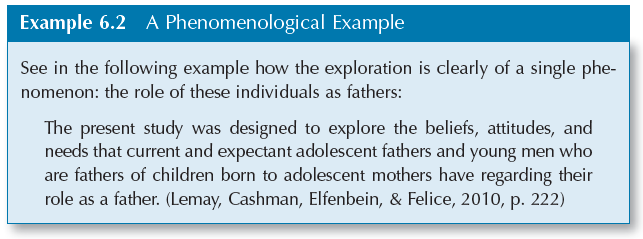 Example 6.2 A Phenomenological Example
See in the following example how the exploration is clearly of a single phe-
nomenon: the role of these individuals as fathers:
The present study was designed to explore the beliefs, attitudes, and
needs that current and expectant adolescent fathers and young men who
are fathers of children born to adolescent mothers have regarding their
role as a father. (Lemay, Cashman, Elfenbein, & Felice, 2010, p. 222)